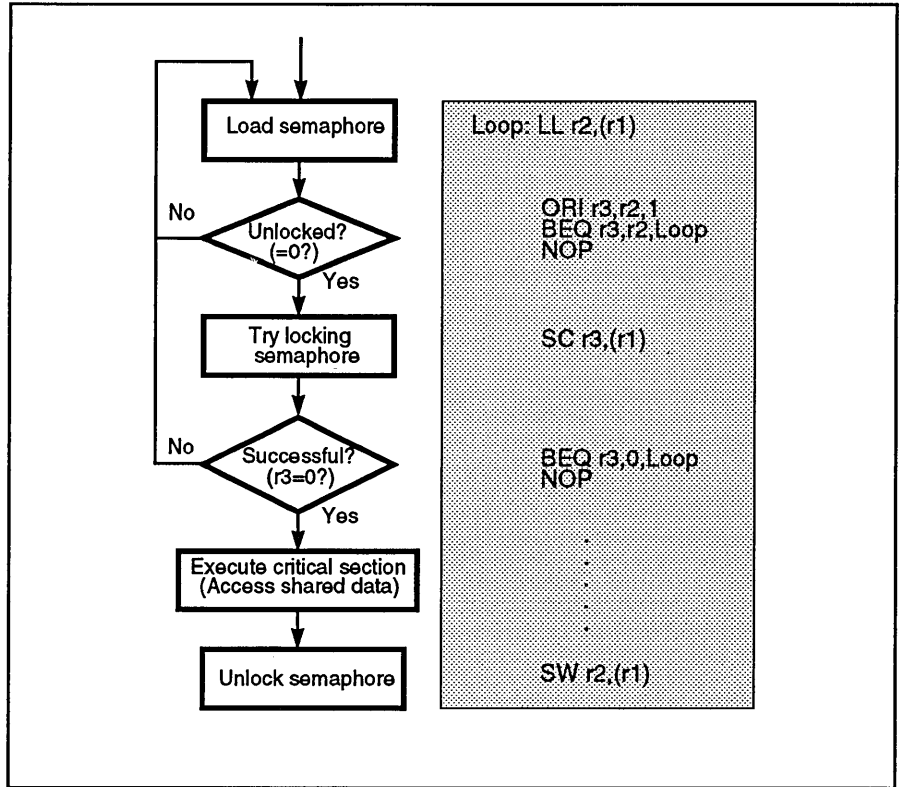 Load semaphore
Loop: LL r2,(r1)
No
Unlocked?
(=0?)
Yes
ORI r3,r2,1
BEQ r3,r2,Loop
NOP
Try locking
semaphore
SC r3,(r1)
No
Successful?
(r3=0?)
Yes
BEQ r3,0,Loop
NOP
Execute critical section
(Access shared data)
.
.
.
.
.
Unlock semaphore
SW r2,(r1)